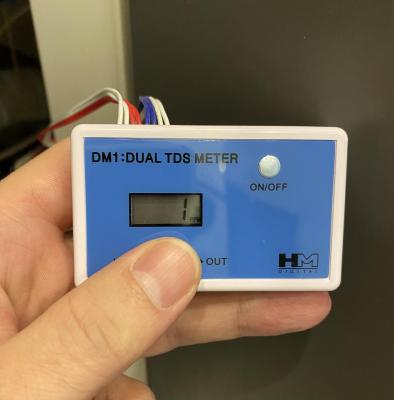 DM1:DUAL TDS METER
ON/OFF
1
OUT
HM
DIGITAL